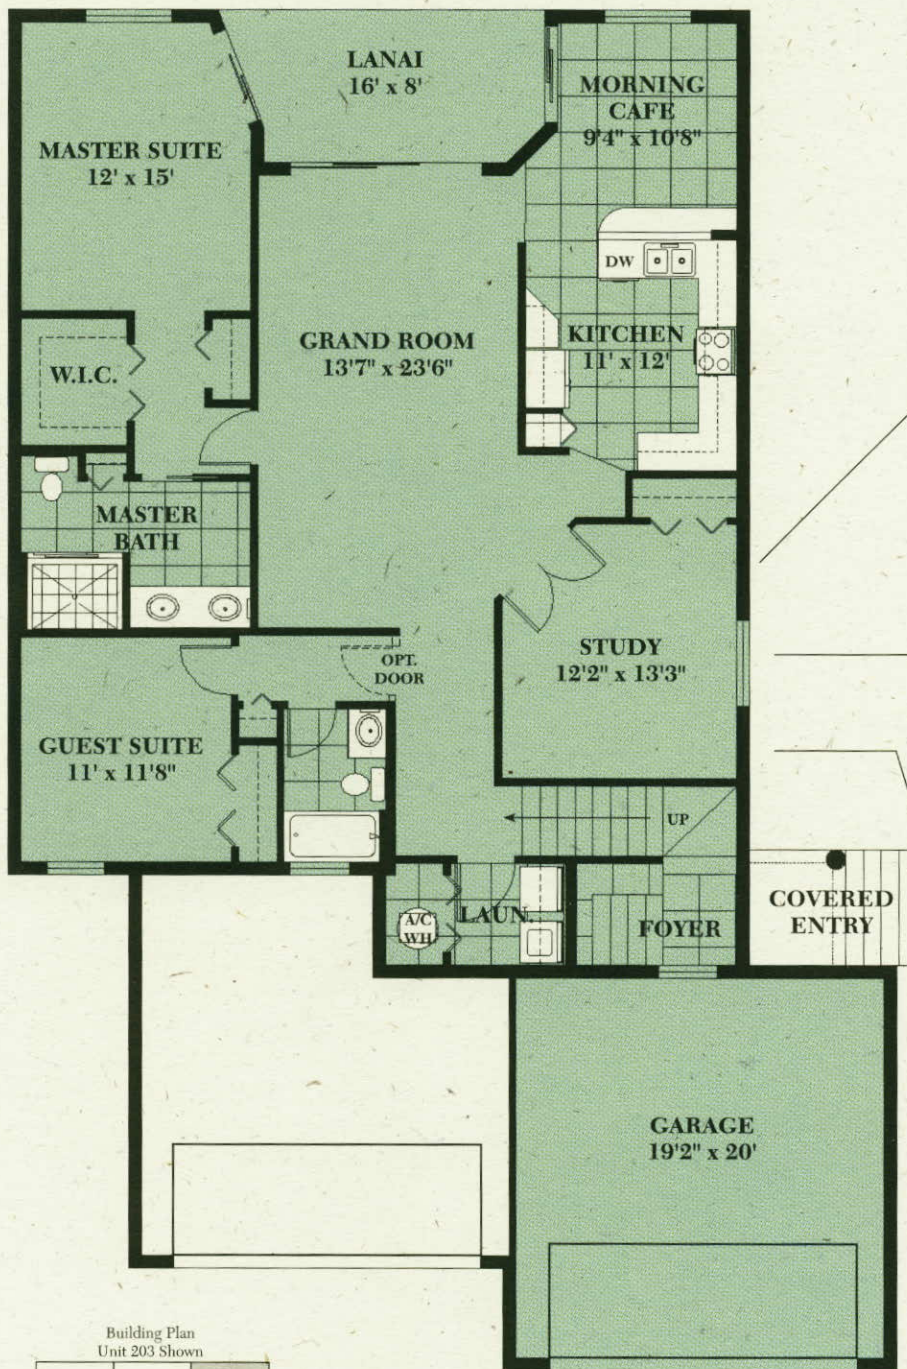 LANAI
16' x 8'
MORNING
CAFE
9'4" x 10'8"
MASTER SUITE
12' x 15'
DW
GRAND ROOM
13'7" x 23'6"
KITCHEN
11' x 12'
W.I.C.
MASTER
BATH
OPT.
DOOR
STUDY
12'2" x 13'3"
GUEST SUITE
11' x 11'8"
UP
A/C
WH
LAUN.
FOYER
COVERED
ENTRY
GARAGE
19'2" x 20'
Building Plan
Unit 203 Shown